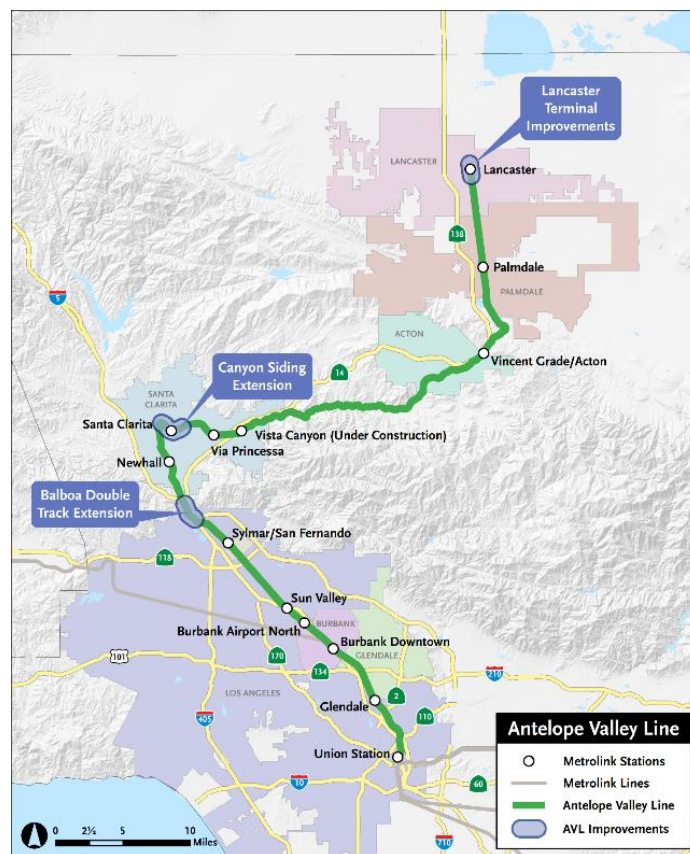 Lancaster
Terminal
Improvements
LANCASTER
Lancaster
138
Palmdale
PALMDALE
5
ACTON
Vincent Grade/Acton
Canyon Siding
Extension
14
SANTA
CLARITA
Santa Clarita
Vista Canyon (Under Construction)
Via Princessa
Newhall
Balboa Double
Track Extension
Sylmar/San Fernando
118
Sun Valley
BURBANK
Burbank Airport North
Burbank Downtown
GLENDALE
101
170
134
210
2
LOS ANGELES
Glendale
405
110
Union Station
10
60
710
Antelope Valley Line
Metrolink Stations
Metrolink Lines
Antelope Valley Line
AVL Improvements
0 2½ 5 10
Miles